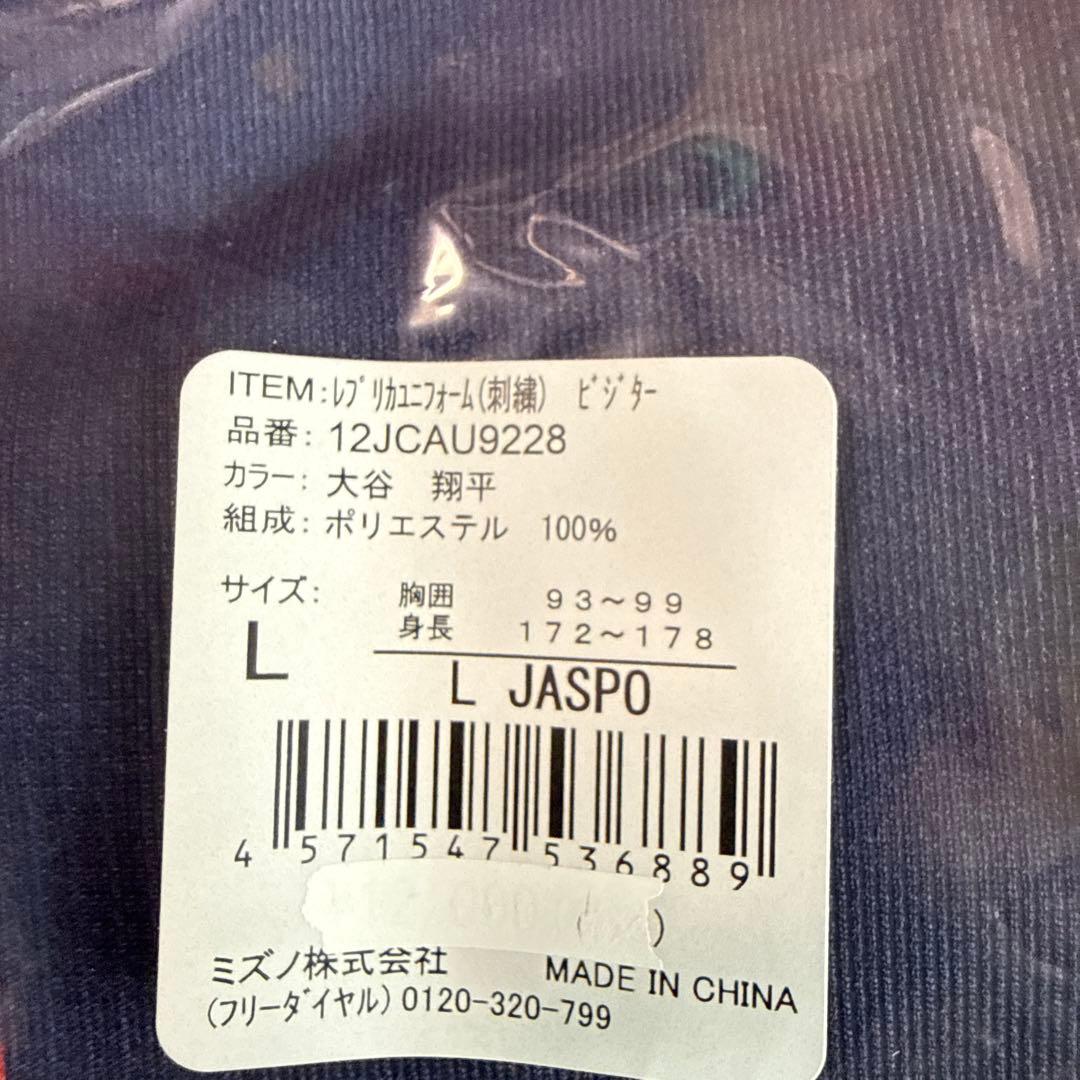 ITEM:ﾚﾌﾟﾘｶﾕﾆﾌｫｰﾑ(刺繍) ﾋﾞｼﾞﾀｰ
品番: 12JCAU9228
カラー: 大谷 翔平
組成: ポリエステル 100%
サイズ: 胸囲 93～99
身長 172～178
L
L JASPO
4 571547 536889
( )
ミズノ株式会社 MADE IN CHINA
(フリーダイヤル) 0120-320-799